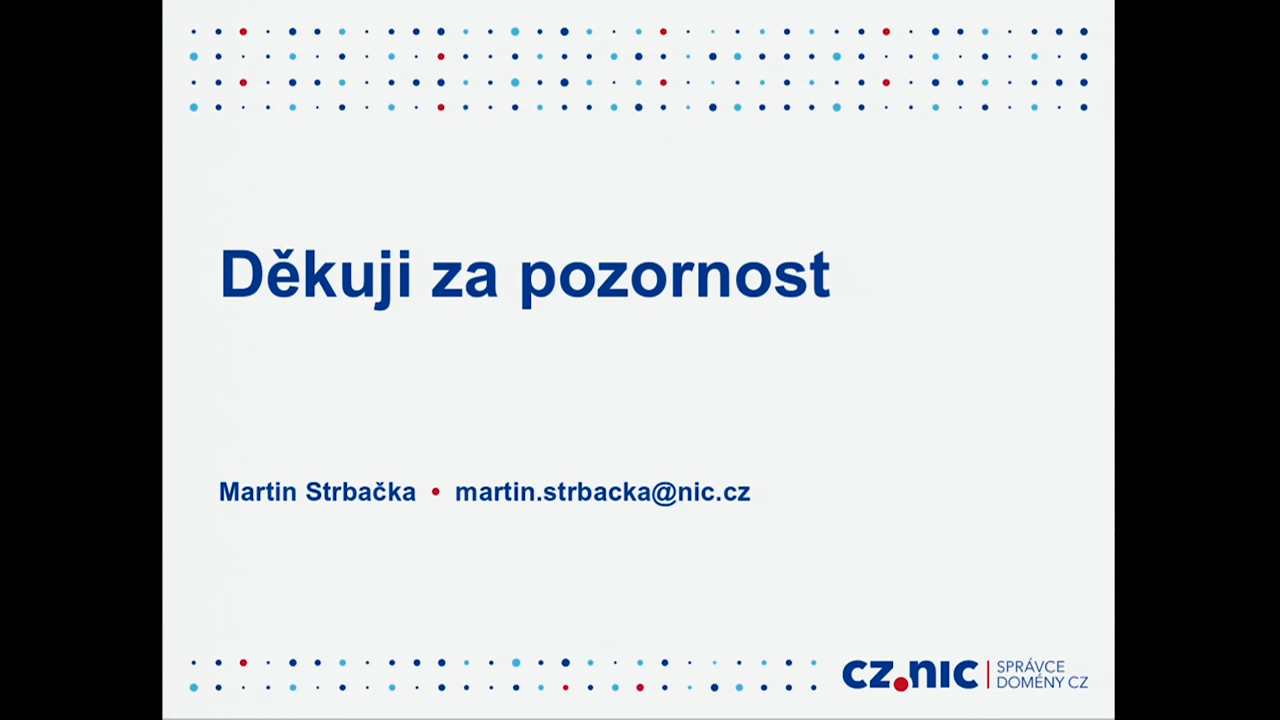 Děkuji za pozornost
Martin Strbačka • martin.strbacka@nic.cz
CZ.NIC | SPRÁVCE
DOMÉNY CZ